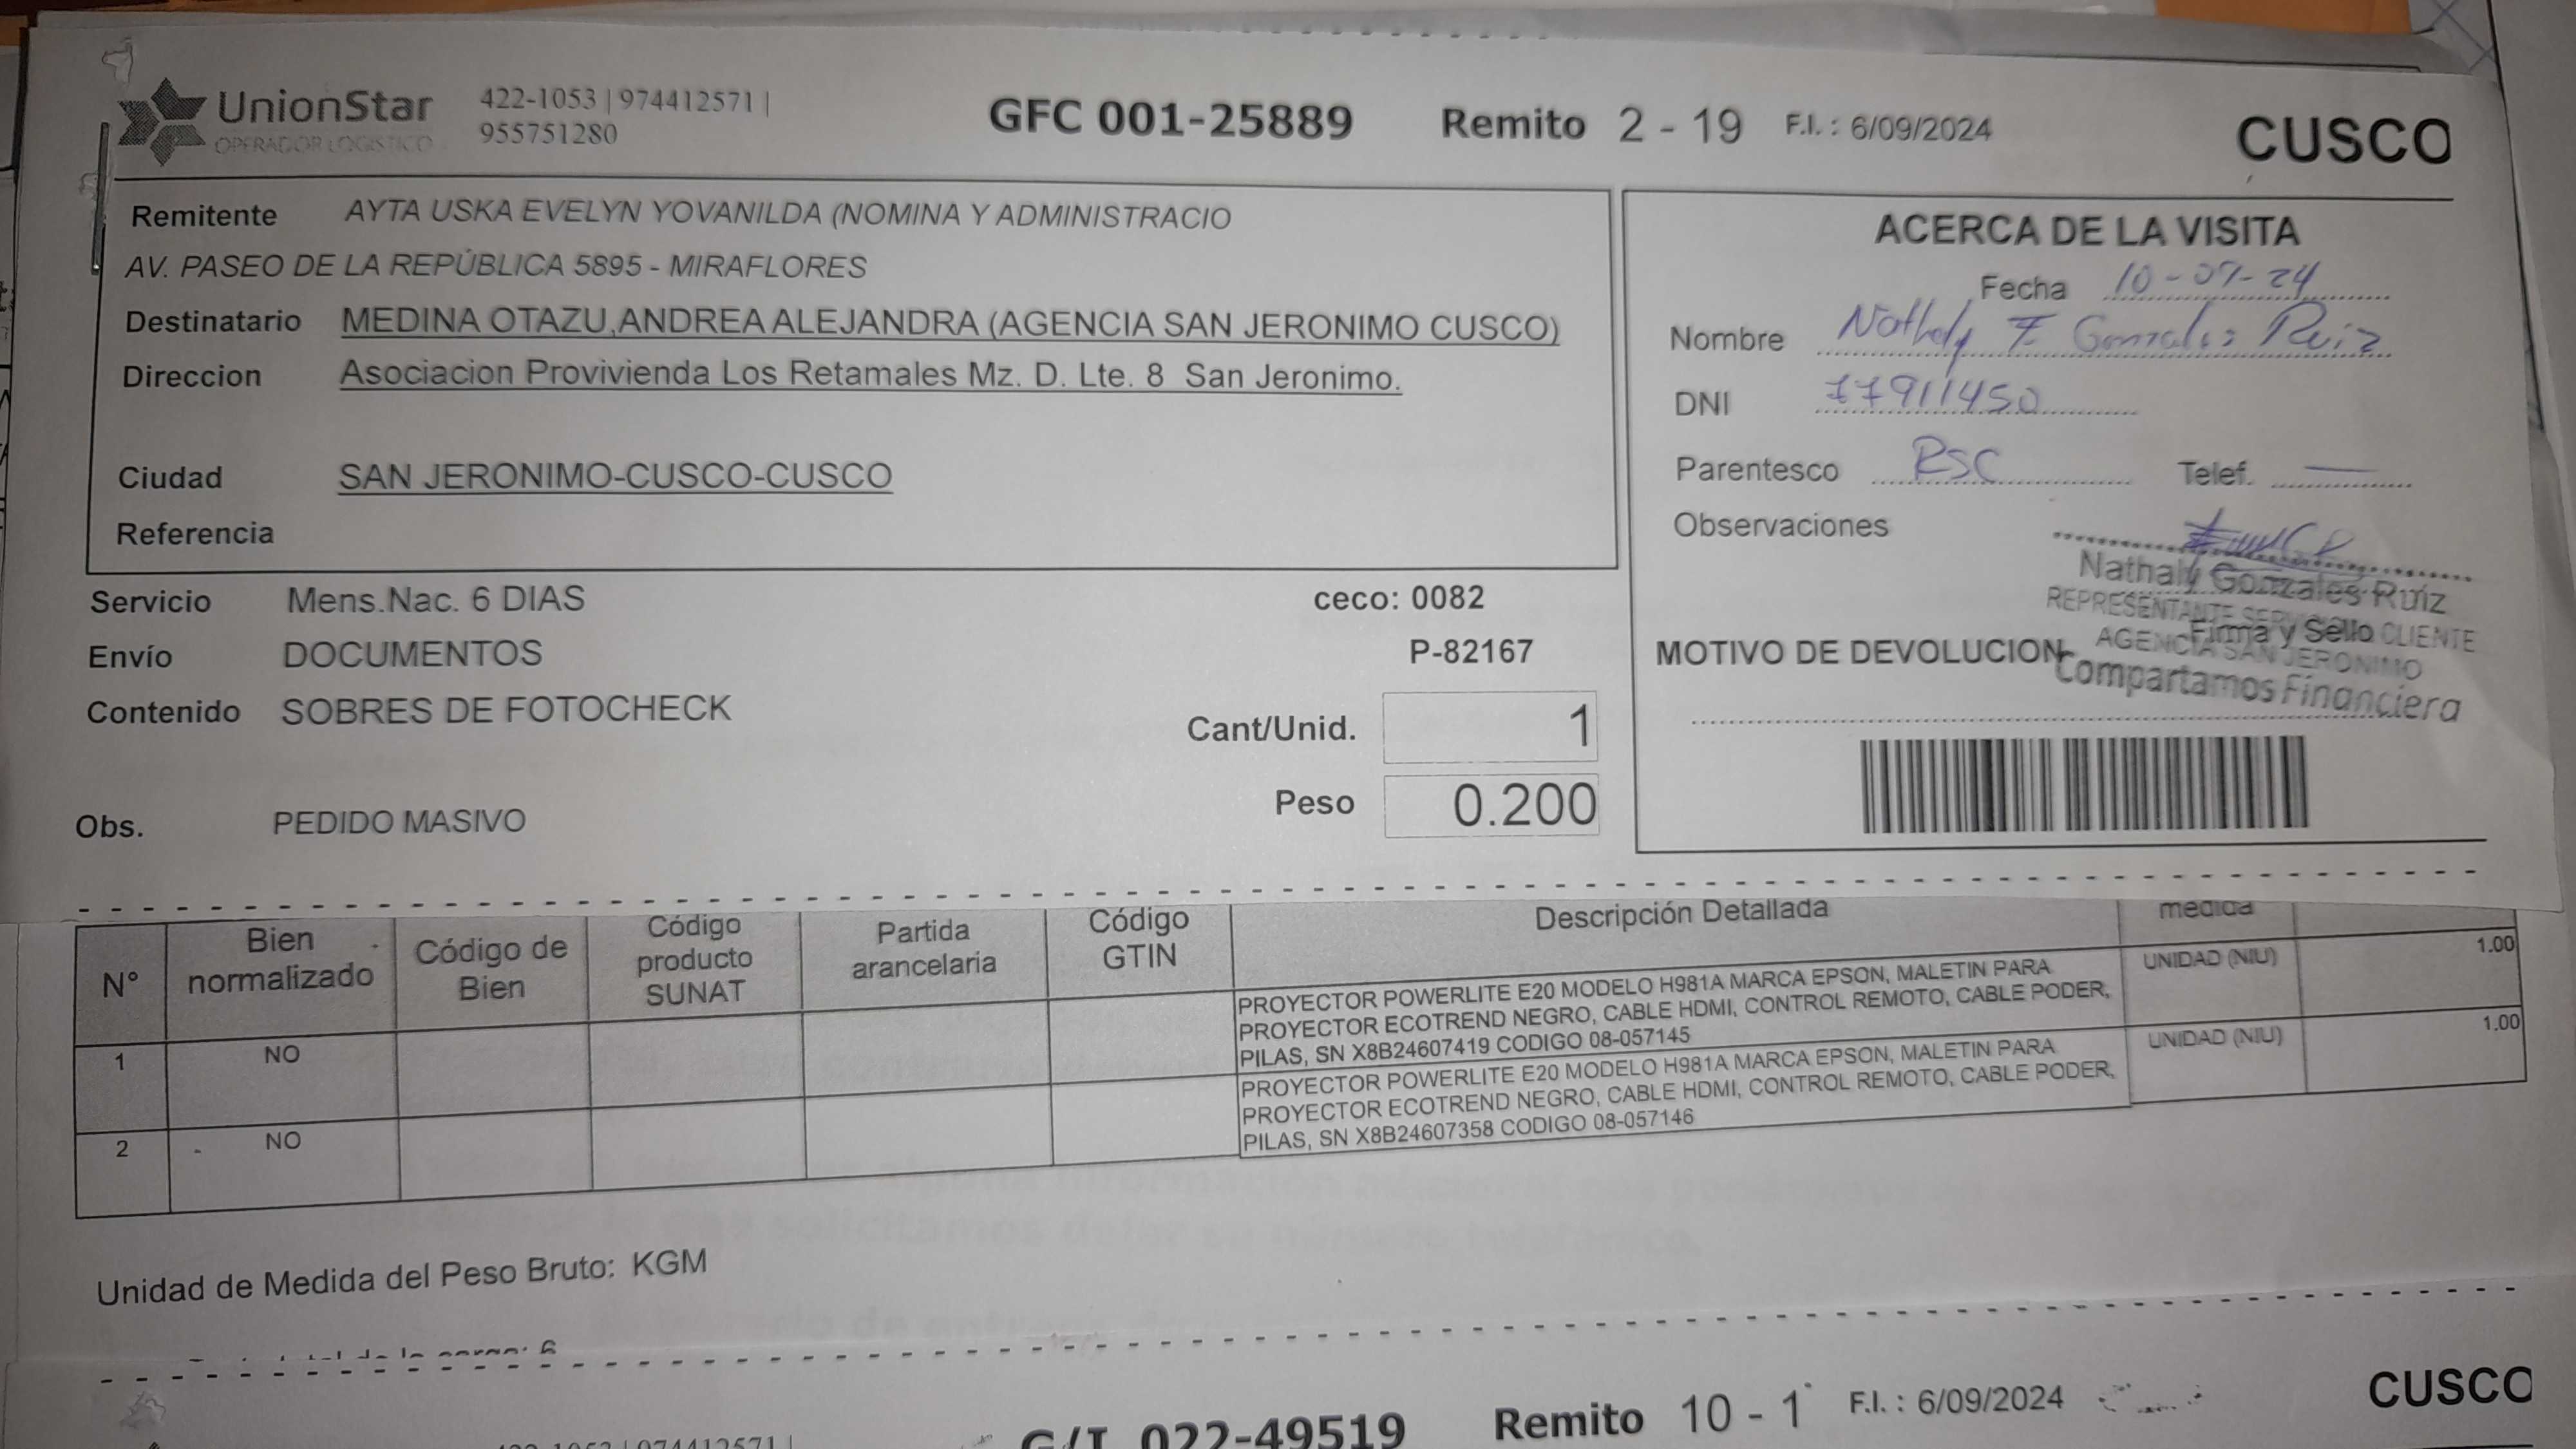 UnionStar
OPERADOR LOGISTICO
422-1053 | 974412571 |
955751280
GFC 001-25889
Remito 2 - 19 F.I. : 6/09/2024
CUSCO
Remitente AYTA USKA EVELYN YOVANILDA (NOMINA Y ADMINISTRACIO
AV. PASEO DE LA REPÚBLICA 5895 - MIRAFLORES
Destinatario MEDINA OTAZU,ANDREA ALEJANDRA (AGENCIA SAN JERONIMO CUSCO)
Direccion Asociacion Provivienda Los Retamales Mz. D. Lte. 8 San Jeronimo.
Ciudad SAN JERONIMO-CUSCO-CUSCO
Referencia
Servicio Mens.Nac. 6 DIAS ceco: 0082
Envío DOCUMENTOS P-82167
Contenido SOBRES DE FOTOCHECK
Cant/Unid. 1
Peso 0.200
Obs. PEDIDO MASIVO
ACERCA DE LA VISITA
Fecha 10-09-24
Nombre Nathaly F Gonzales Ruiz
DNI 77911450
Parentesco RSC Telef.
Observaciones
Nathaly Gonzales Ruíz
REPRESENTANTE SERVICIO CLIENTE
Firma y Sello
AGENCIA SAN JERONIMO
Compartamos Financiera
MOTIVO DE DEVOLUCION
N° Bien normalizado Código de Bien Código producto SUNAT Partida arancelaria Código GTIN Descripción Detallada medida
1 NO PROYECTOR POWERLITE E20 MODELO H981A MARCA EPSON, MALETIN PARA UNIDAD (NIU) 1.00
PROYECTOR ECOTREND NEGRO, CABLE HDMI, CONTROL REMOTO, CABLE PODER,
PILAS, SN X8B24607419 CODIGO 08-057145
2 NO PROYECTOR POWERLITE E20 MODELO H981A MARCA EPSON, MALETIN PARA UNIDAD (NIU) 1.00
PROYECTOR ECOTREND NEGRO, CABLE HDMI, CONTROL REMOTO, CABLE PODER,
PILAS, SN X8B24607358 CODIGO 08-057146
Unidad de Medida del Peso Bruto: KGM
422-1053 | 974412571 |
G/T 022-49519
Remito 10 - 1 F.I. : 6/09/2024
CUSCO